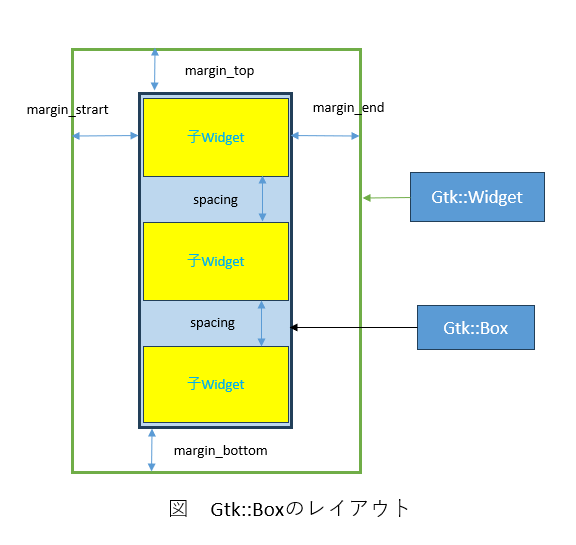 margin_top
margin_strart
margin_end
子Widget
Gtk::Widget
spacing
子Widget
spacing
Gtk::Box
子Widget
margin_bottom
図　Gtk::Boxのレイアウト